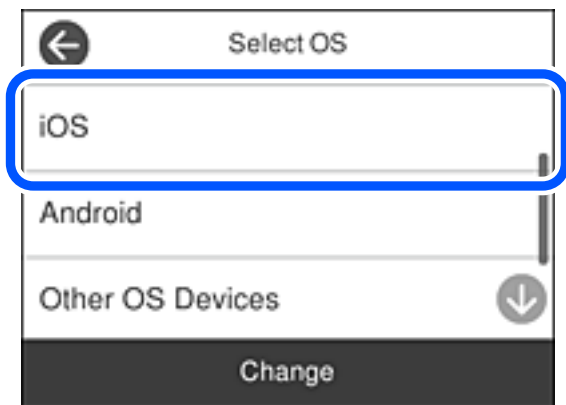 Select OS
iOS
Android
Other OS Devices
Change